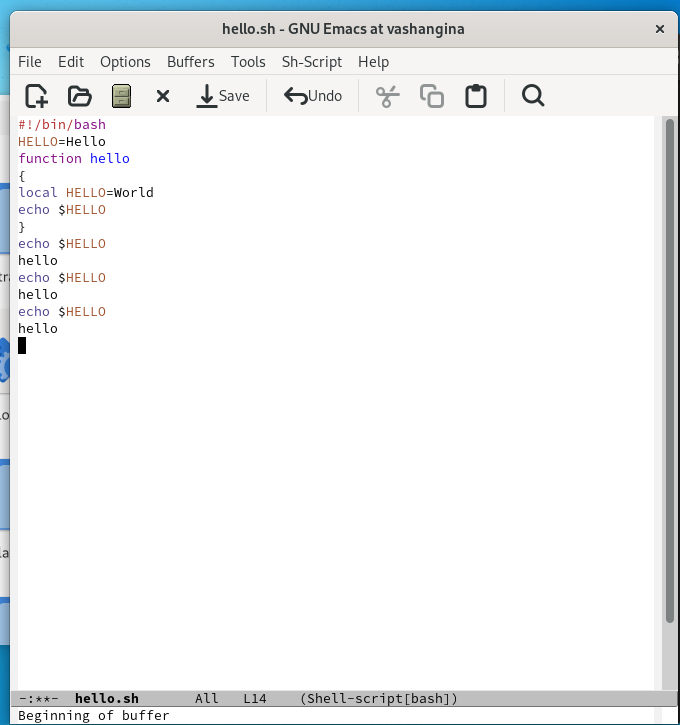 hello.sh - GNU Emacs at vashangina
File Edit Options Buffers Tools Sh-Script Help
Save Undo
#!/bin/bash
HELLO=Hello
function hello
{
local HELLO=World
echo $HELLO
}
echo $HELLO
hello
echo $HELLO
hello
echo $HELLO
hello
-:**- hello.sh All L14 (Shell-script[bash])
Beginning of buffer